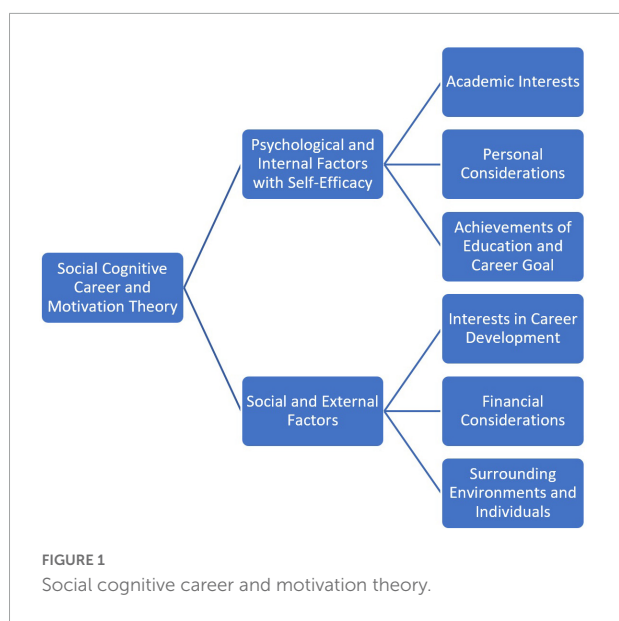 Academic Interests
Psychological and
Internal Factors
with Self-Efficacy
Personal
Considerations
Achievements of
Education and
Career Goal
Social Cognitive
Career and
Motivation Theory
Interests in Career
Development
Social and External
Factors
Financial
Considerations
Surrounding
Environments and
Individuals
FIGURE 1
Social cognitive career and motivation theory.